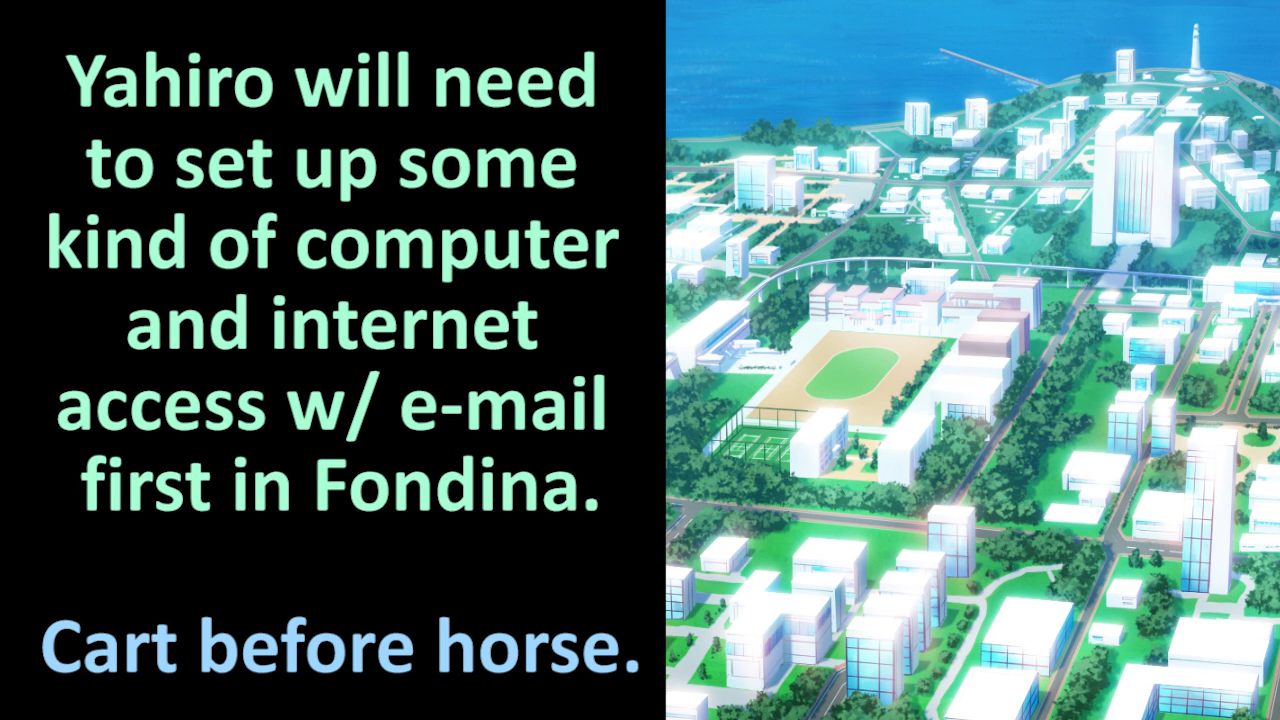 Yahiro will need
to set up some
kind of computer
and internet
access w/ e-mail
first in Fondina.
Cart before horse.